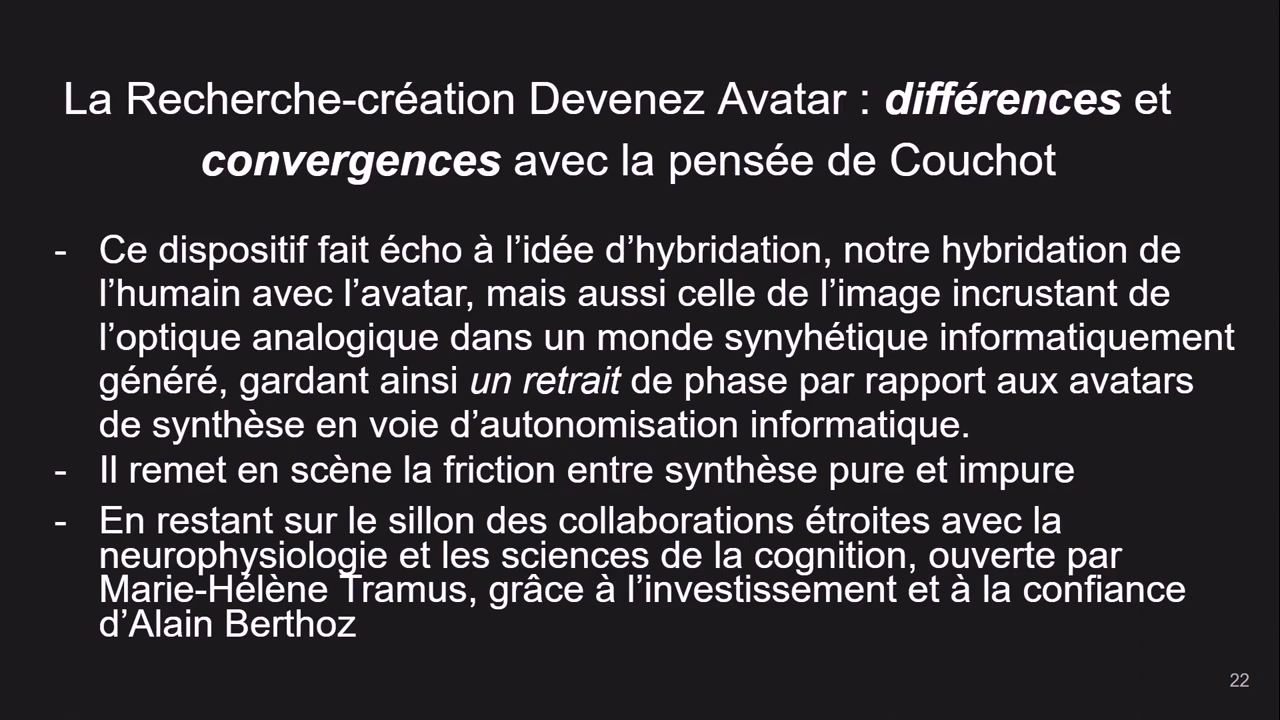 La Recherche-création Devenez Avatar : différences et
convergences avec la pensée de Couchot
- Ce dispositif fait écho à l’idée d’hybridation, notre hybridation de
l’humain avec l’avatar, mais aussi celle de l’image incrustant de
l’optique analogique dans un monde synyhétique informatiquement
généré, gardant ainsi un retrait de phase par rapport aux avatars
de synthèse en voie d’autonomisation informatique.
- Il remet en scène la friction entre synthèse pure et impure
- En restant sur le sillon des collaborations étroites avec la
neurophysiologie et les sciences de la cognition, ouverte par
Marie-Hélène Tramus, grâce à l’investissement et à la confiance
d’Alain Berthoz
22